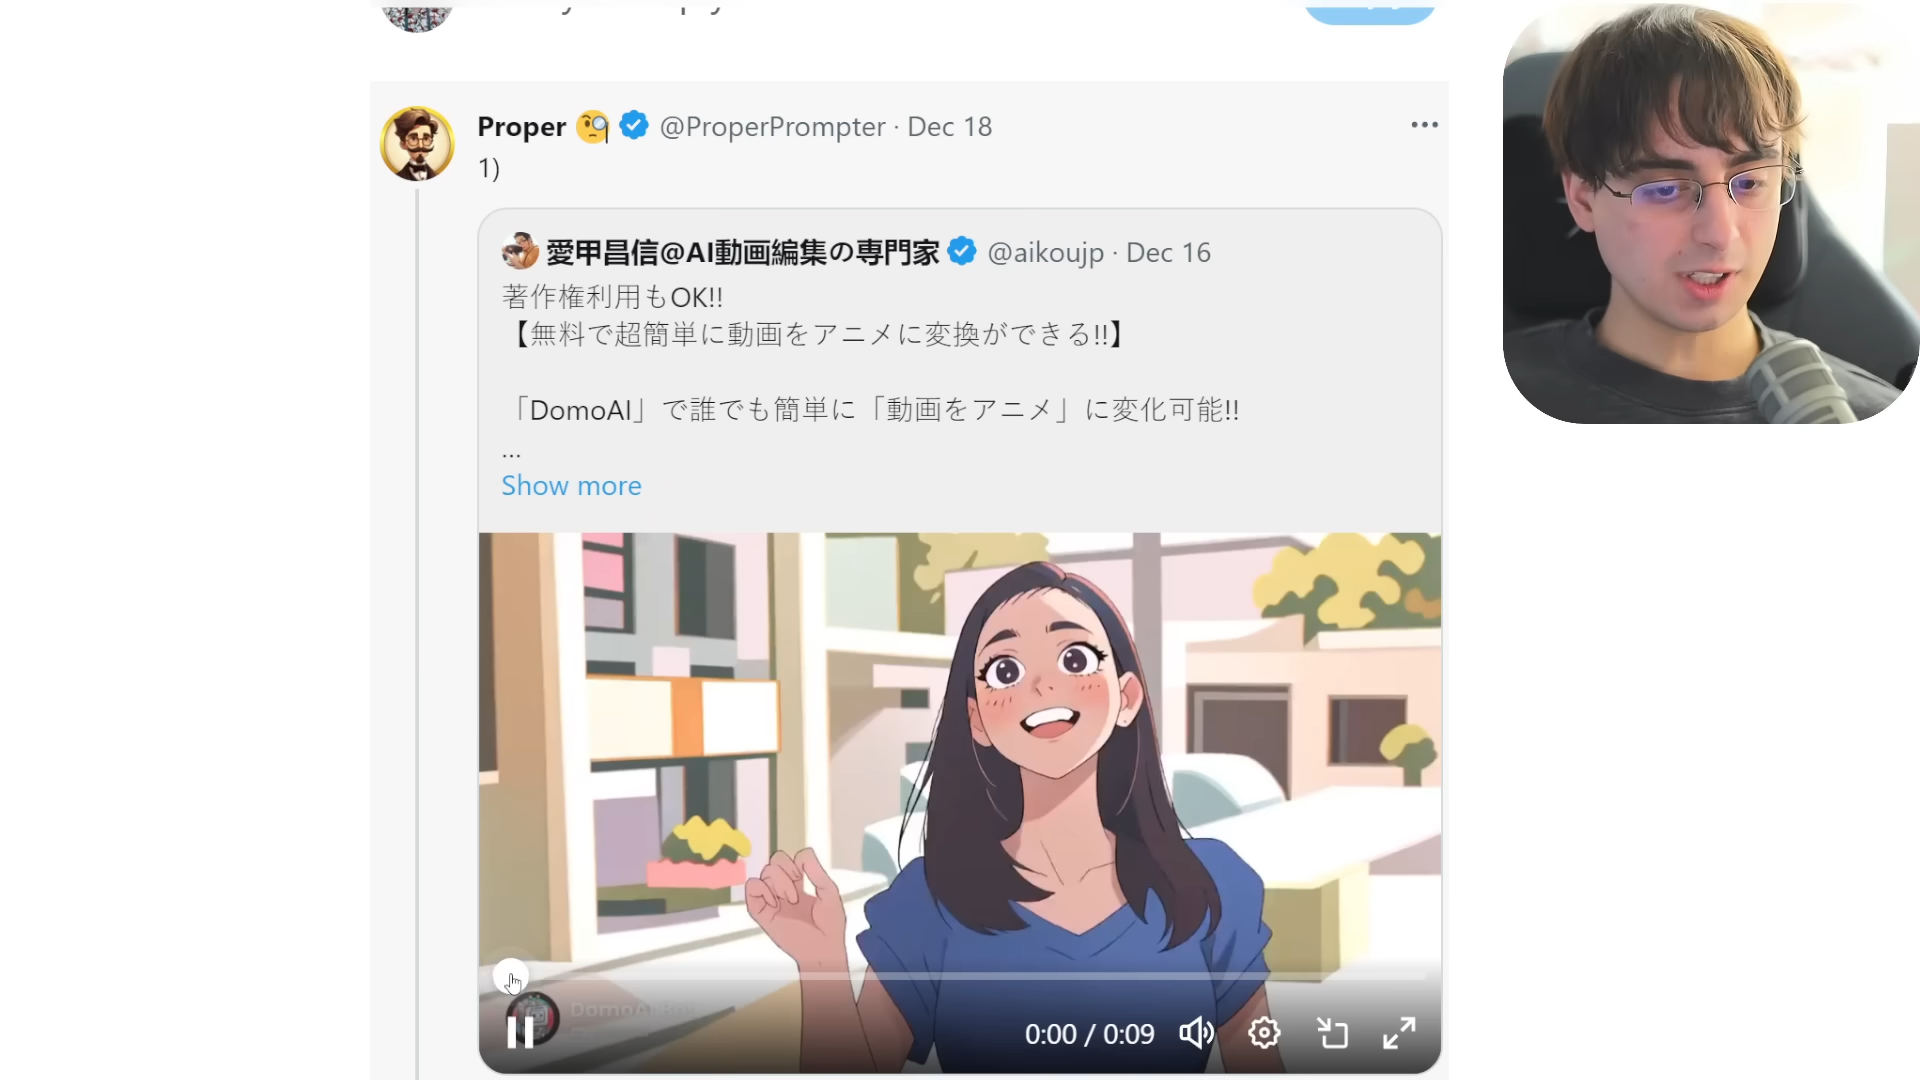 Proper @ProperPrompter · Dec 18
1)
愛甲昌信@AI動画編集の専門家 @aikoujp · Dec 16
著作権利用もOK!!
【無料で超簡単に動画をアニメに変換ができる!!】
「DomoAI」で誰でも簡単に「動画をアニメ」に変化可能!!
...
Show more
0:00 / 0:09